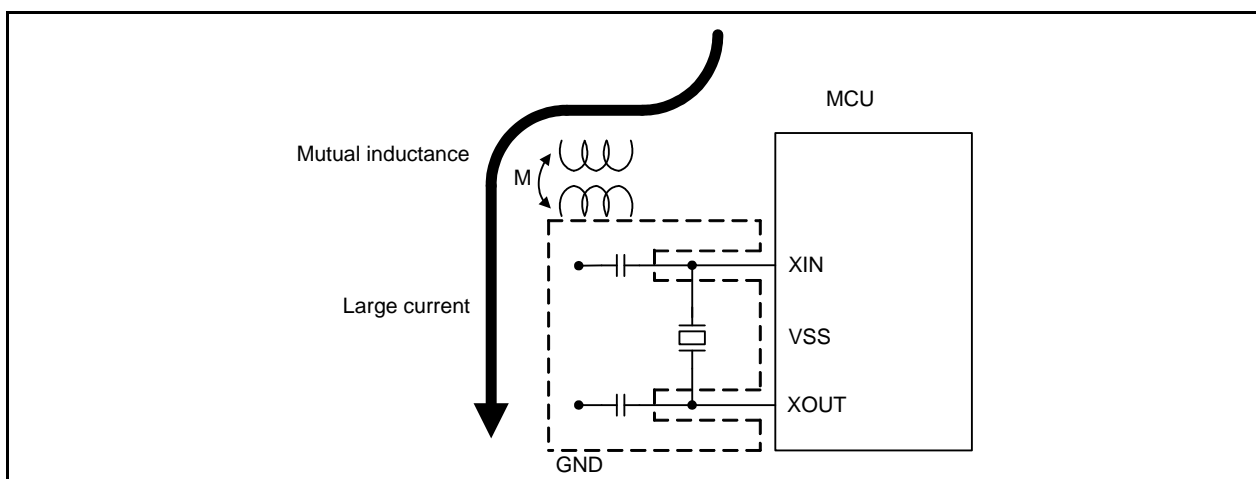 MCU
Mutual inductance
M
XIN
Large current
VSS
XOUT
GND